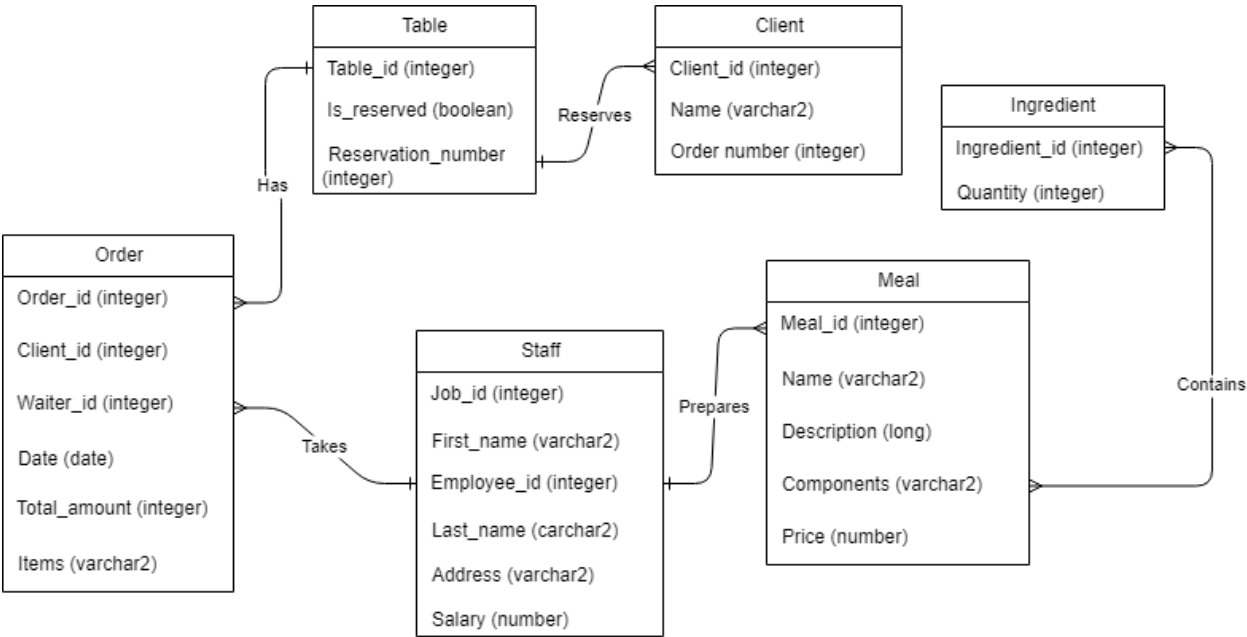 Table
Table_id (integer)
Is_reserved (boolean)
Reservation_number
(integer)
Reserves
Client
Client_id (integer)
Name (varchar2)
Order number (integer)
Ingredient
Ingredient_id (integer)
Quantity (integer)
Has
Order
Order_id (integer)
Client_id (integer)
Waiter_id (integer)
Date (date)
Total_amount (integer)
Items (varchar2)
Takes
Staff
Job_id (integer)
First_name (varchar2)
Employee_id (integer)
Last_name (carchar2)
Address (varchar2)
Salary (number)
Prepares
Meal
Meal_id (integer)
Name (varchar2)
Description (long)
Components (varchar2)
Price (number)
Contains